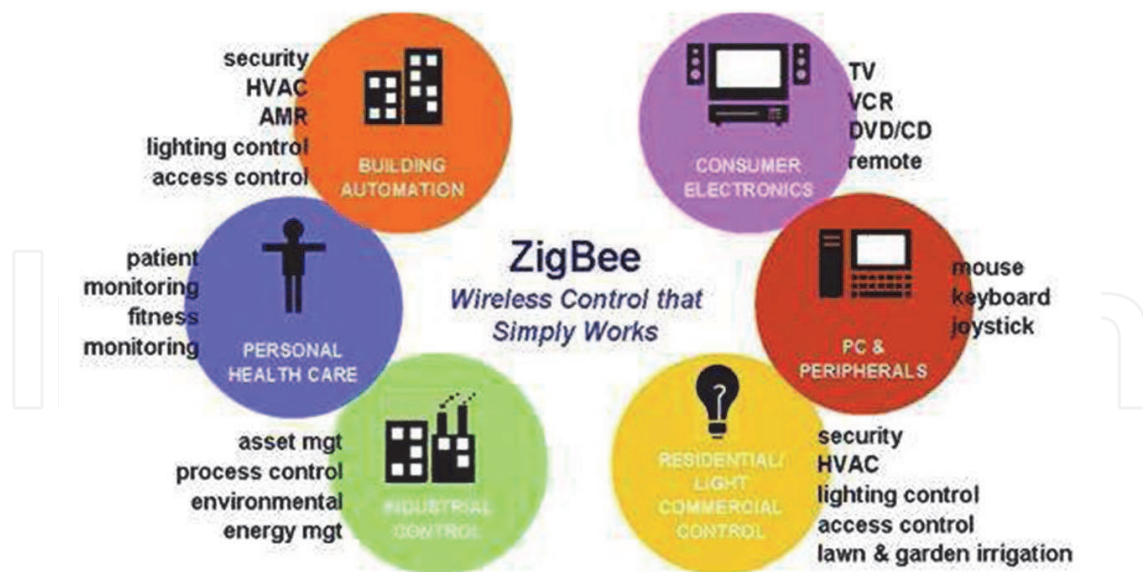 security
HVAC
AMR
lighting control
access control
BUILDING
AUTOMATION
CONSUMER
ELECTRONICS
TV
VCR
DVD/CD
remote
patient
monitoring
fitness
monitoring
PERSONAL
HEALTH CARE
ZigBee
Wireless Control that
Simply Works
PC &
PERIPHERALS
mouse
keyboard
joystick
asset mgt
process control
environmental
energy mgt
INDUSTRIAL
CONTROL
RESIDENTIAL/
LIGHT
COMMERCIAL
CONTROL
security
HVAC
lighting control
access control
lawn & garden irrigation